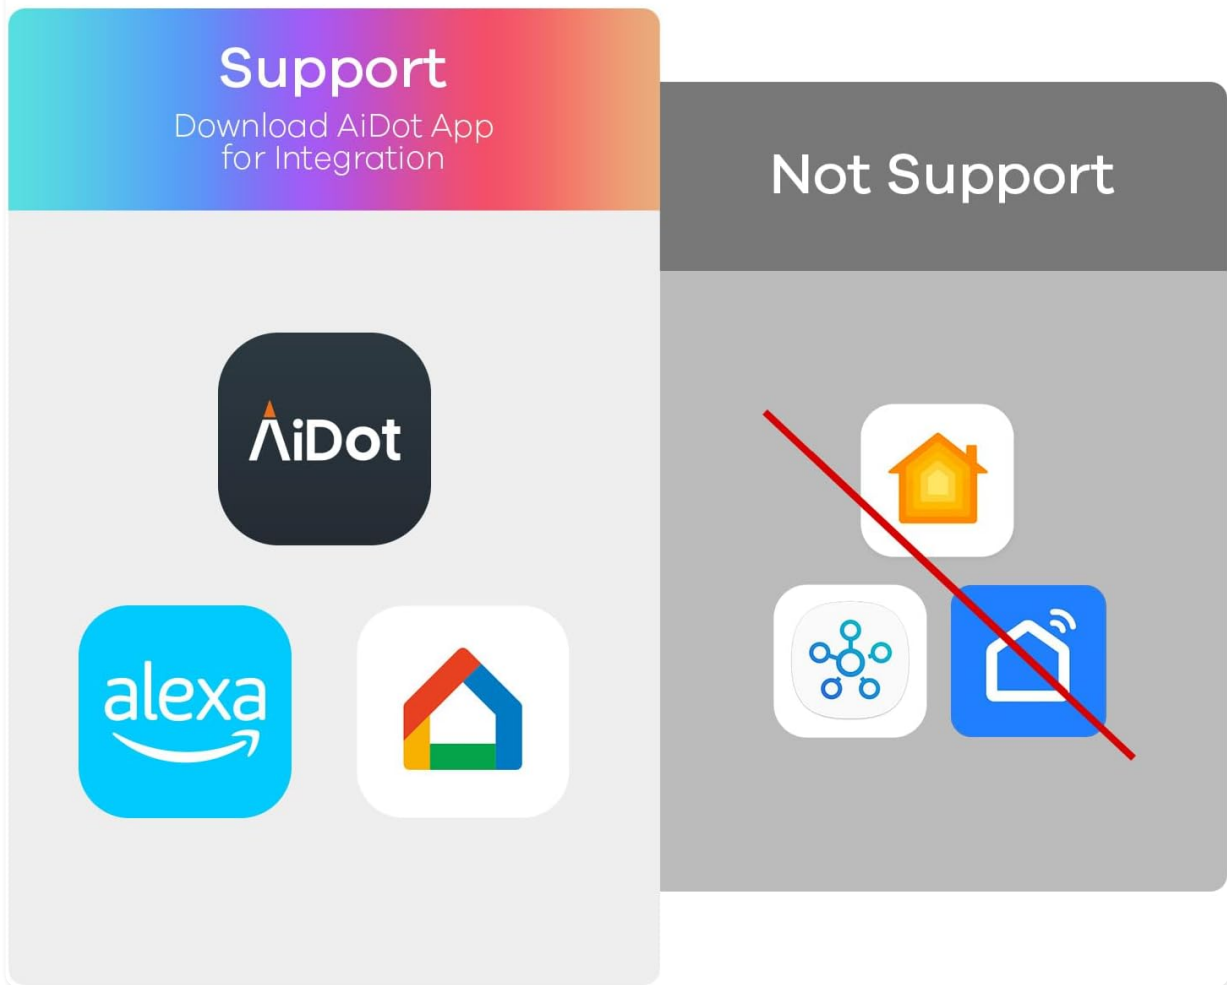 Support
Download AiDot App
for Integration
Not Support
AiDot
alexa